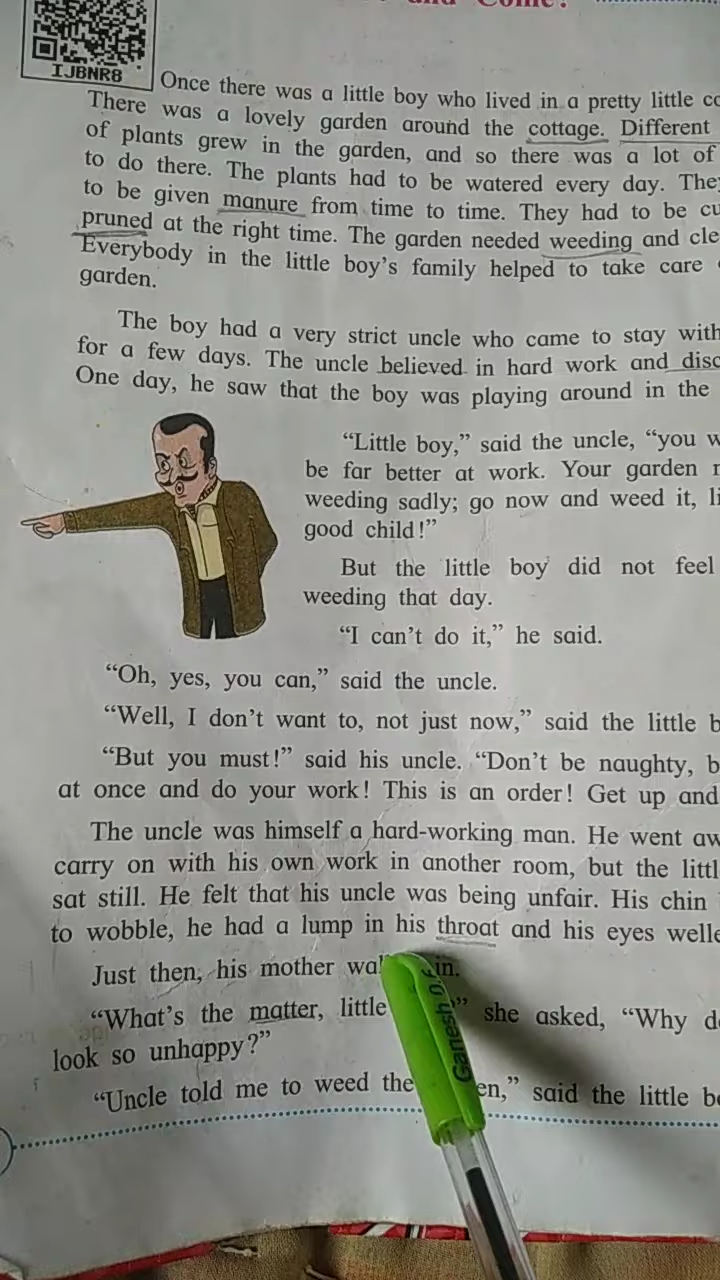 and Come!
IJBNR8
Once there was a little boy who lived in a pretty little
There was a lovely garden around the cottage. Different
of plants grew in the garden, and so there was a lot of
to do there. The plants had to be watered every day.
to be given manure from time to time. They had to be
pruned at the right time. The garden needed weeding and
Everybody in the little boy's family helped to take care
garden.
The boy had a very strict uncle who came to stay with
for a few days. The uncle believed in hard work and
One day, he saw that the boy was playing around in the
“Little boy,” said the uncle, “you
be far better at work. Your garden
weeding sadly; go now and weed it,
good child!”
But the little boy did not feel
weeding that day.
“I can't do it,” he said.
“Oh, yes, you can,” said the uncle.
“Well, I don't want to, not just now,” said the little
“But you must!” said his uncle. “Don't be naughty,
at once and do your work! This is an order! Get up and
The uncle was himself a hard-working man. He went
carry on with his own work in another room, but the
sat still. He felt that his uncle was being unfair. His chin
to wobble, he had a lump in his throat and his eyes
Just then, his mother in.
“What's the matter, little ” she asked, “Why
look so unhappy?”
“Uncle told me to weed the ,” said the little
Ganesh